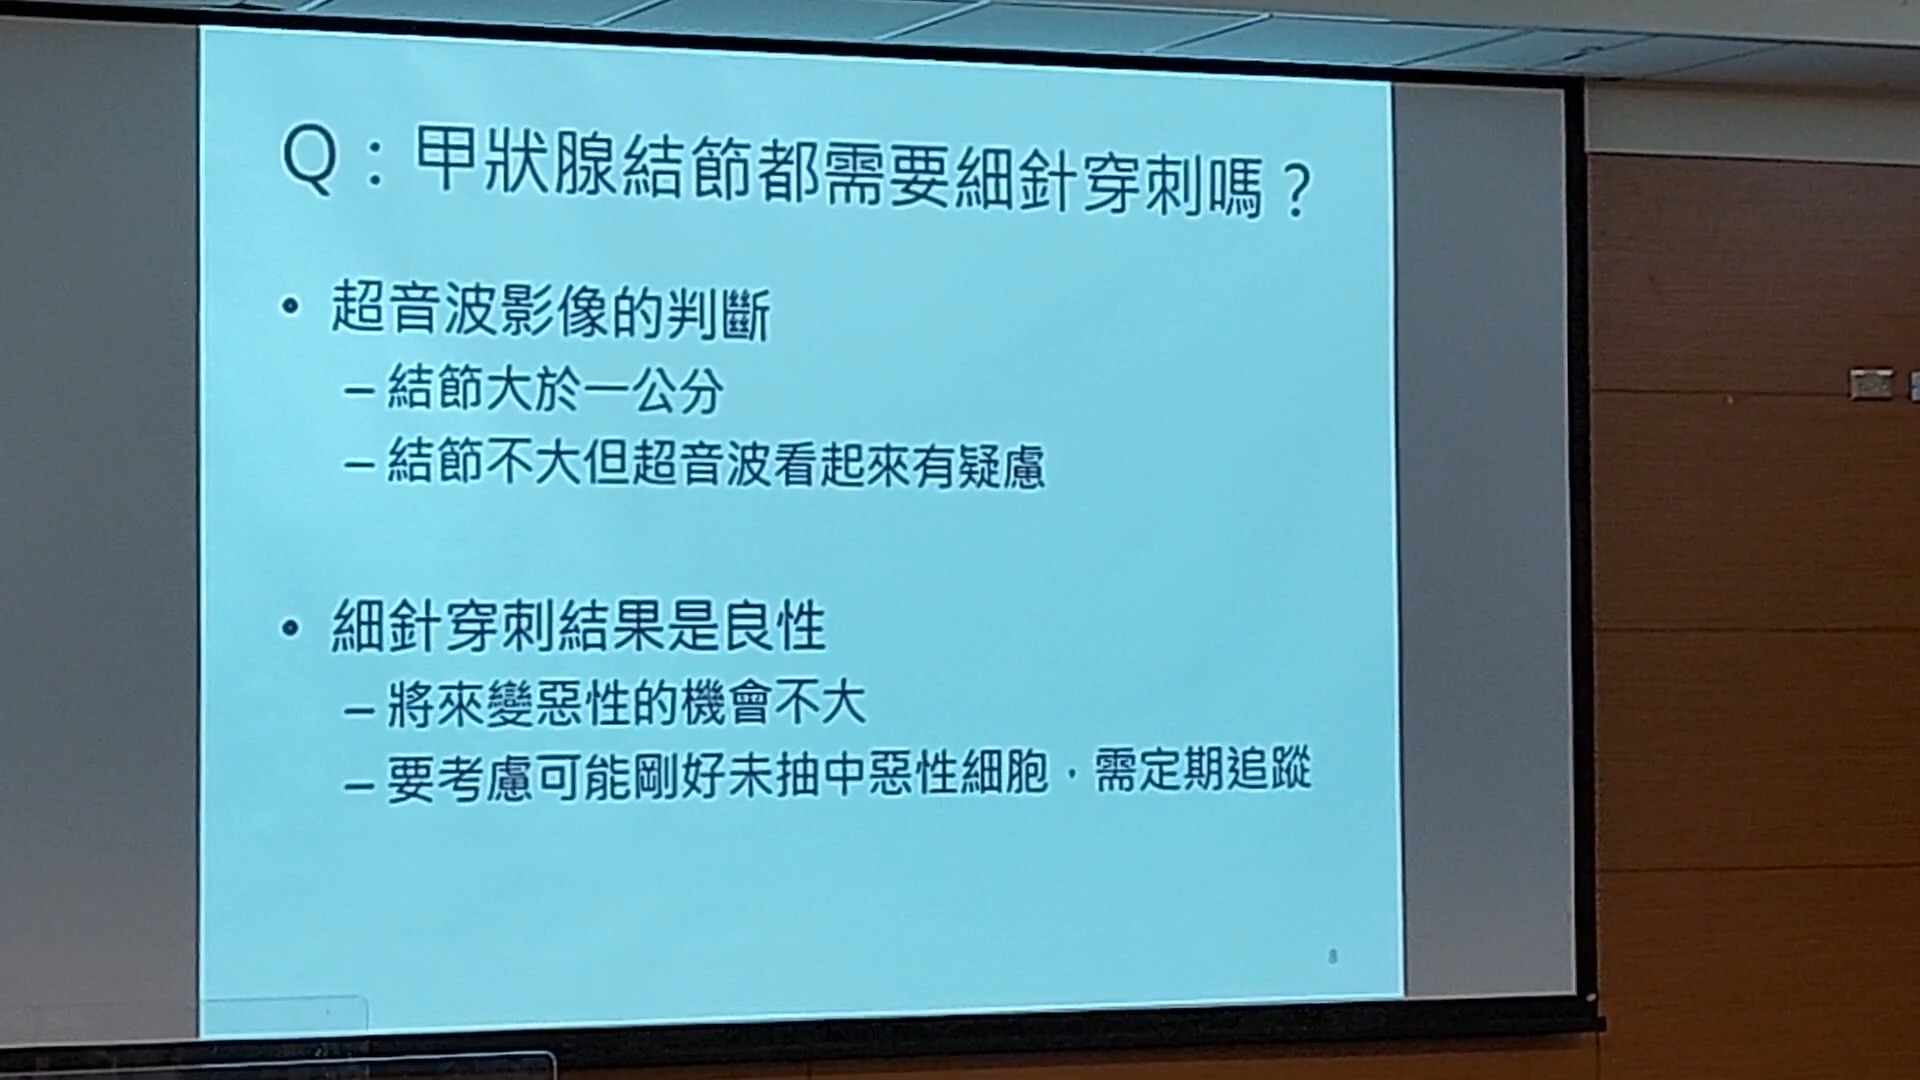 Q：甲狀腺結節都需要細針穿刺嗎？
• 超音波影像的判斷
– 結節大於一公分
– 結節不大但超音波看起來有疑慮
• 細針穿刺結果是良性
– 將來變惡性的機會不大
– 要考慮可能剛好未抽中惡性細胞，需定期追蹤
8